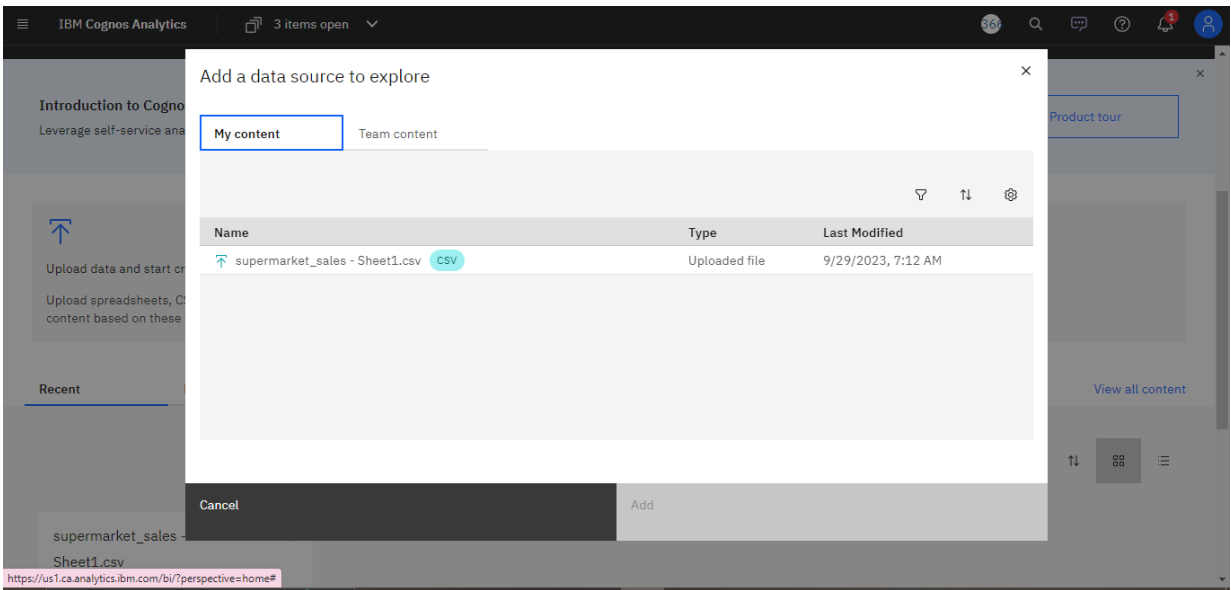 IBM Cognos Analytics
3 items open
366
1
Add a data source to explore
Introduction to Cogno
Leverage self-service ana
Product tour
My content
Team content
Name Type Last Modified
supermarket_sales - Sheet1.csv CSV Uploaded file 9/29/2023, 7:12 AM
Upload data and start cr
Upload spreadsheets, CS
content based on these
Recent
View all content
Cancel
Add
supermarket_sales -
Sheet1.csv
https://us1.ca.analytics.ibm.com/bi/?perspective=home#